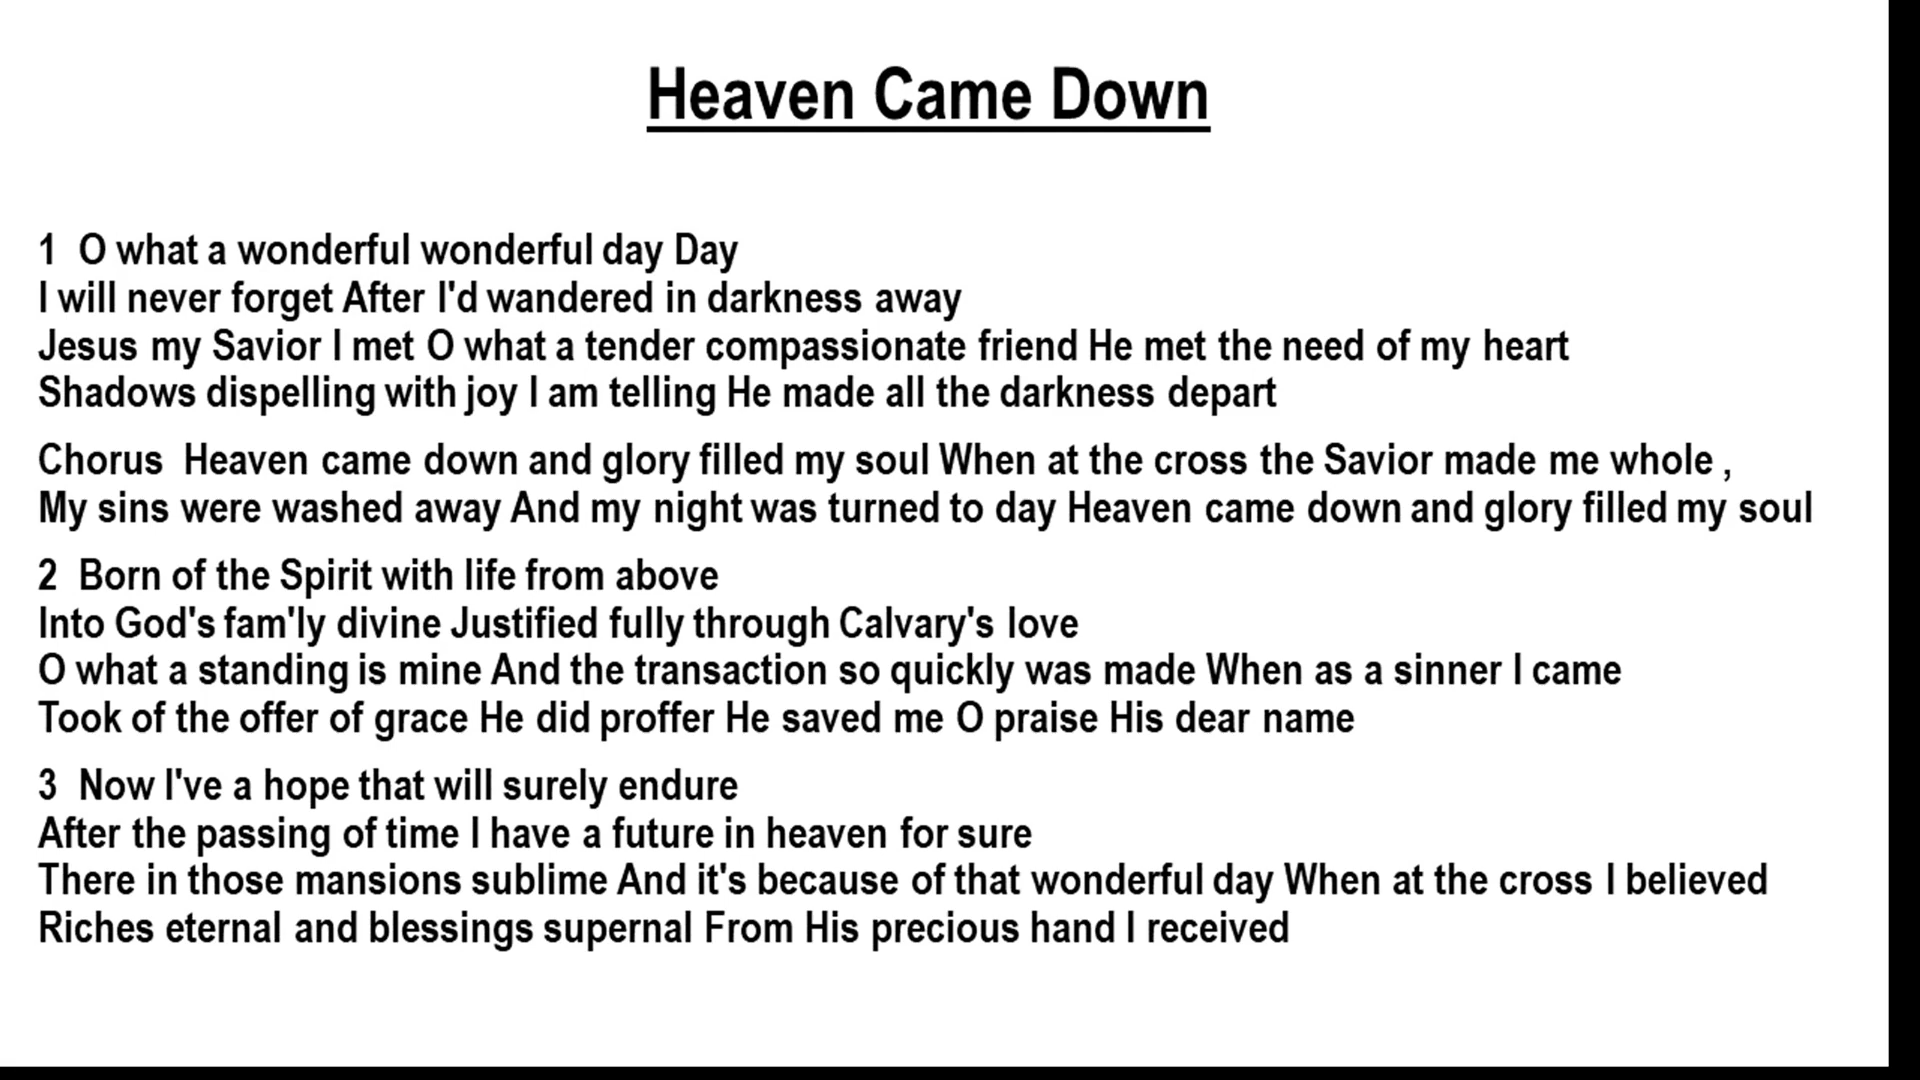 Heaven Came Down
1 O what a wonderful wonderful day Day
I will never forget After I'd wandered in darkness away
Jesus my Savior I met O what a tender compassionate friend He met the need of my heart
Shadows dispelling with joy I am telling He made all the darkness depart
Chorus Heaven came down and glory filled my soul When at the cross the Savior made me whole ,
My sins were washed away And my night was turned to day Heaven came down and glory filled my soul
2 Born of the Spirit with life from above
Into God's fam'ly divine Justified fully through Calvary's love
O what a standing is mine And the transaction so quickly was made When as a sinner I came
Took of the offer of grace He did proffer He saved me O praise His dear name
3 Now I've a hope that will surely endure
After the passing of time I have a future in heaven for sure
There in those mansions sublime And it's because of that wonderful day When at the cross I believed
Riches eternal and blessings supernal From His precious hand I received